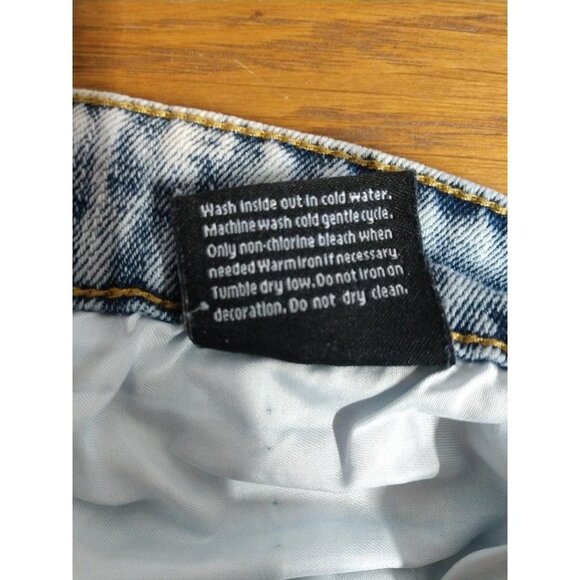 Wash inside out in cold water.
Machine wash cold gentle cycle.
Only non-chlorine bleach when
needed Warm iron if necessary.
Tumble dry low. Do not iron on
decoration. Do not dry clean.